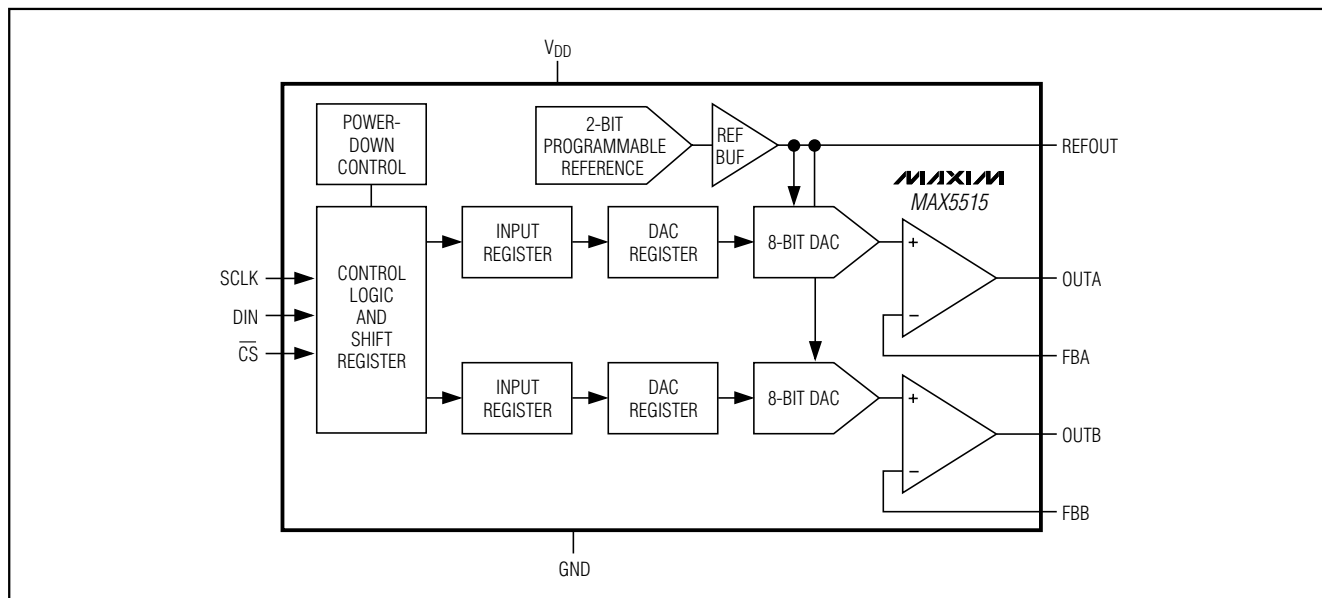 VDD
POWER-
DOWN
CONTROL
2-BIT
PROGRAMMABLE
REFERENCE
REF
BUF
REFOUT
MAXIM
MAX5515
SCLK
DIN
CS
CONTROL
LOGIC
AND
SHIFT
REGISTER
INPUT
REGISTER
DAC
REGISTER
8-BIT DAC
+
−
OUTA
FBA
INPUT
REGISTER
DAC
REGISTER
8-BIT DAC
+
−
OUTB
FBB
GND